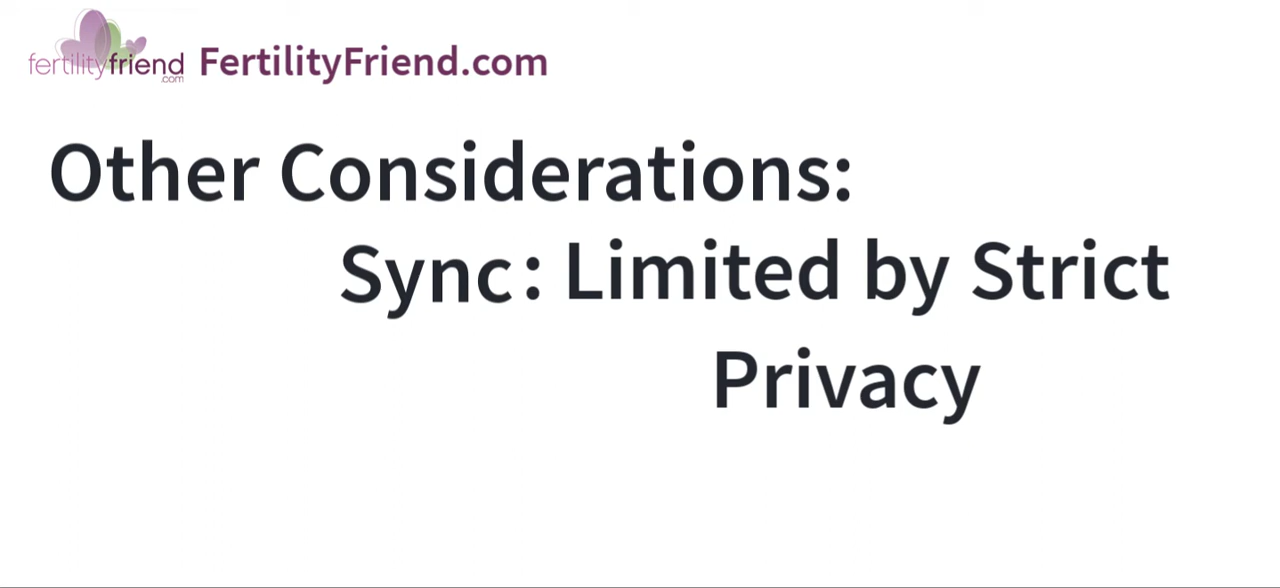 fertilityfriend.com FertilityFriend.com
Other Considerations:
Sync: Limited by Strict
Privacy